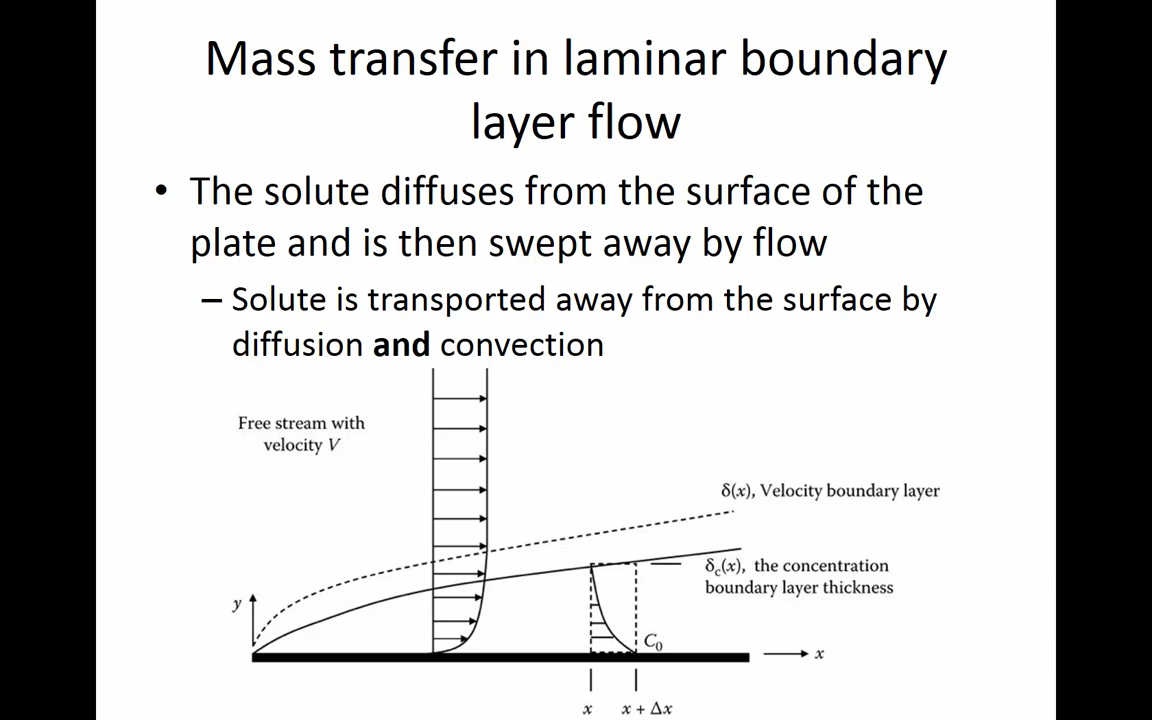 Mass transfer in laminar boundary
layer flow
• The solute diffuses from the surface of the
plate and is then swept away by flow
– Solute is transported away from the surface by
diffusion and convection
Free stream with
velocity V
δ(x), Velocity boundary layer
δc(x), the concentration
boundary layer thickness
y
C0
x
x
x + Δx